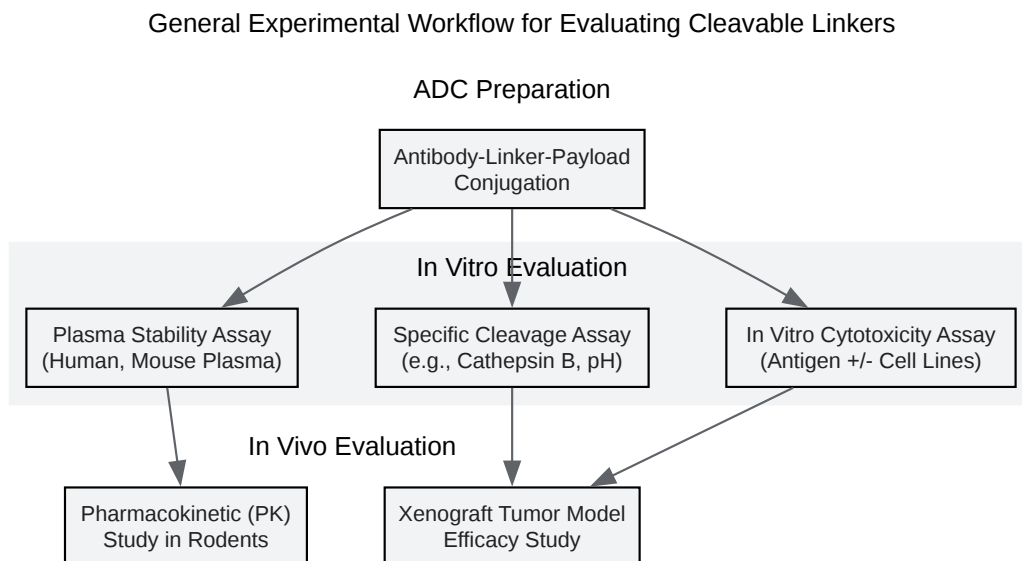 General Experimental Workflow for Evaluating Cleavable Linkers
ADC Preparation
Antibody-Linker-Payload
Conjugation
In Vitro Evaluation
Plasma Stability Assay
(Human, Mouse Plasma)
Specific Cleavage Assay
(e.g., Cathepsin B, pH)
In Vitro Cytotoxicity Assay
(Antigen +/- Cell Lines)
In Vivo Evaluation
Pharmacokinetic (PK)
Study in Rodents
Xenograft Tumor Model
Efficacy Study